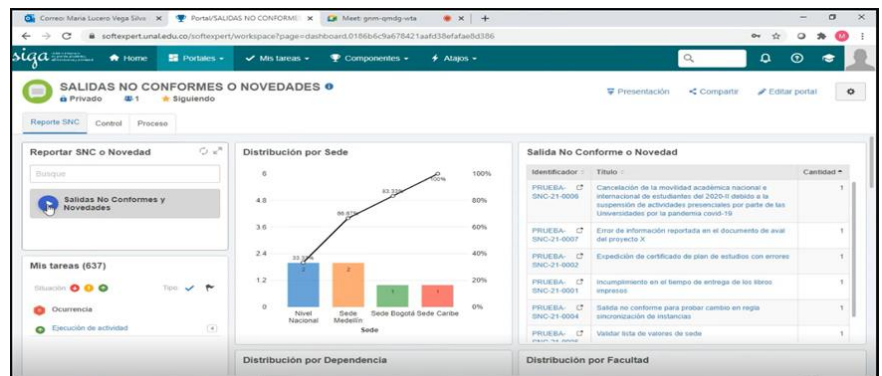 Correo: Maria Lucero Vega Silva
Portal/SALIDAS NO CONFORME
Meet: gnm-qmdg-wta
softexpert.unal.edu.co/softexpert/workspace?page=dashboard.0186b6c9a678421aafd38efafae8d386
siga
Home
Portales
Mis tareas
Componentes
Atajos
SALIDAS NO CONFORMES O NOVEDADES
Privado
1
Siguiendo
Presentación
Compartir
Editar portal
Reporte SNC
Control
Proceso
Reportar SNC o Novedad
Busque
Salidas No Conformes y
Novedades
Mis tareas (637)
Situación
Tipo
Ocurrencia
Ejecución de actividad
4
Distribución por Sede
6
4.8
3.6
2.4
1.2
0
100%
80%
60%
40%
20%
0%
33.33%
66.67%
83.33%
100%
2
2
1
1
Nivel
Nacional
Sede
Medellín
Sede Bogotá
Sede Caribe
Sede
Distribución por Dependencia
Salida No Conforme o Novedad
Identificador
Título
Cantidad
PRUEBA-
SNC-21-0006
Cancelación de la movilidad académica nacional e
internacional de estudiantes del 2020-II debido a la
suspensión de actividades presenciales por parte de las
Universidades por la pandemia covid-19
1
PRUEBA-
SNC-21-0007
Error de información reportada en el documento de aval
del proyecto X
1
PRUEBA-
SNC-21-0002
Expedición de certificado de plan de estudios con errores
1
PRUEBA-
SNC-21-0001
Incumplimiento en el tiempo de entrega de los libros
impresos
1
PRUEBA-
SNC-21-0004
Salida no conforme para probar cambio en regla
sincronización de instancias
1
PRUEBA-
Validar lista de valores de sede
1
Distribución por Facultad